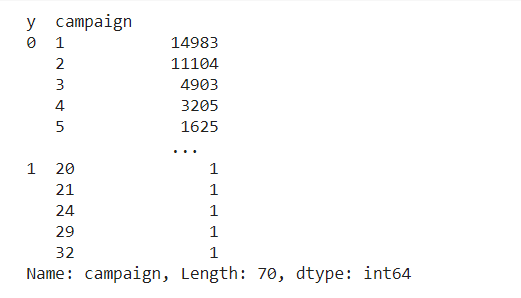 y  campaign
0  1           14983
   2           11104
   3            4903
   4            3205
   5            1625
               ...
1  20              1
   21              1
   24              1
   29              1
   32              1
Name: campaign, Length: 70, dtype: int64